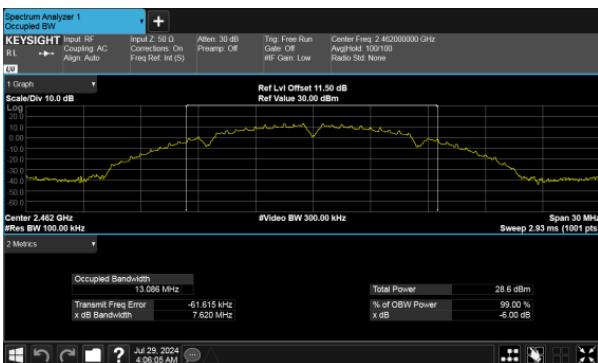 Spectrum Analyzer 1
Occupied BW
KEYSIGHT
R L
LXI
Input: RF
Coupling: AC
Align: Auto
Input Z: 50 Ω
Corrections: On
Freq Ref: Int (S)
Atten: 30 dB
Preamp: Off
Trig: Free Run
Gate: Off
#IF Gain: Low
Center Freq: 2.462000000 GHz
Avg|Hold: 100/100
Radio Std: None
1 Graph
Scale/Div 10.0 dB
Ref Lvl Offset 11.50 dB
Ref Value 30.00 dBm
Log
20.0
10.0
0.00
-10.0
-20.0
-30.0
-40.0
-50.0
-60.0
Center 2.462 GHz
#Res BW 100.00 kHz
#Video BW 300.00 kHz
Span 30 MHz
Sweep 2.93 ms (1001 pts
2 Metrics
Occupied Bandwidth
13.086 MHz
Transmit Freq Error -61.615 kHz
x dB Bandwidth 7.620 MHz
Total Power 28.6 dBm
% of OBW Power 99.00 %
x dB -6.00 dB
?
Jul 29, 2024
4:06:05 AM